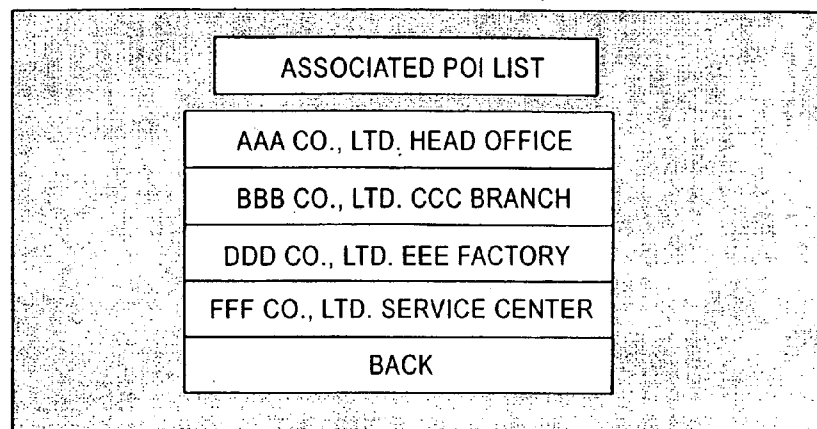 ASSOCIATED POI LIST
AAA CO., LTD. HEAD OFFICE
BBB CO., LTD. CCC BRANCH
DDD CO., LTD. EEE FACTORY
FFF CO., LTD. SERVICE CENTER
BACK